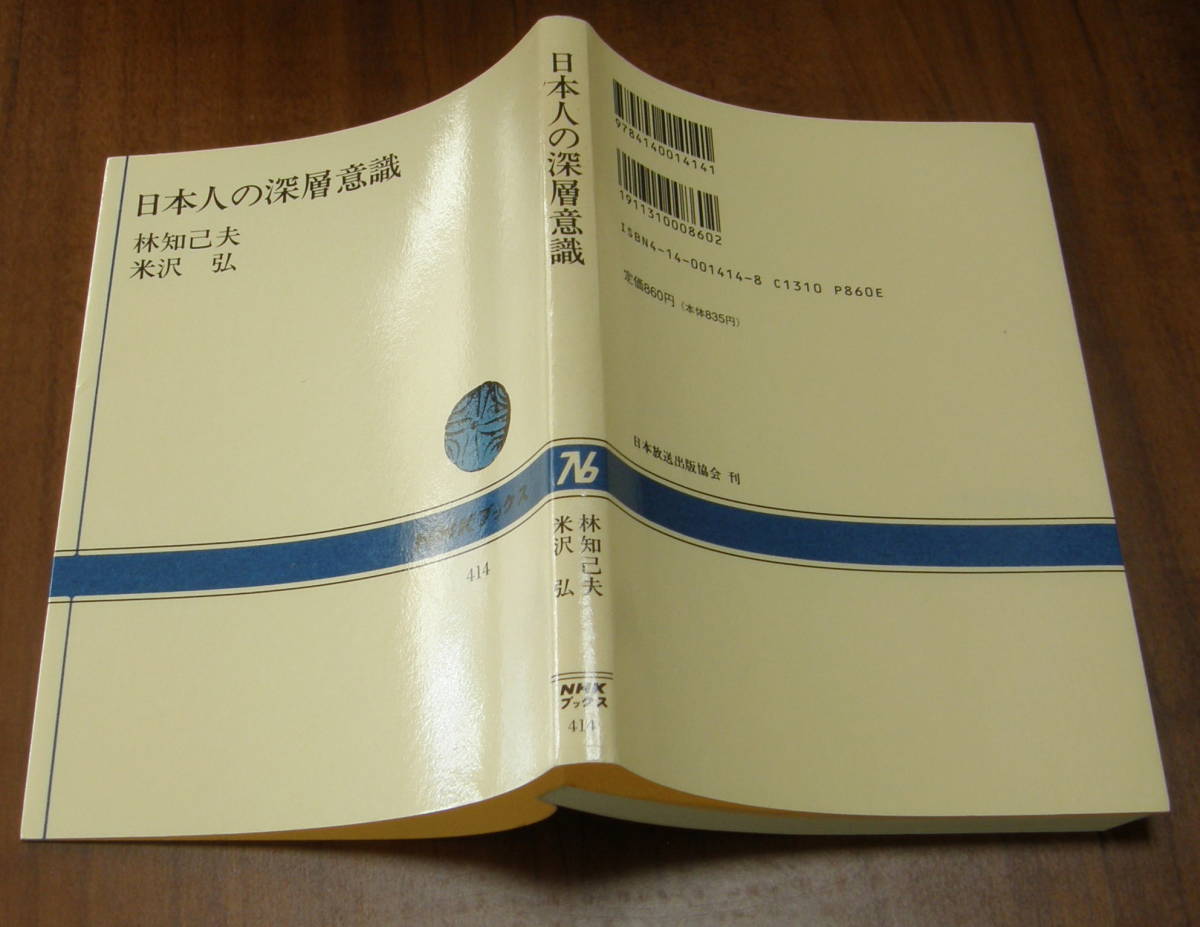 日本人の深層意識
林知己夫
米沢 弘
NHKブックス
414
日本人の深層意識
林知己夫
米沢 弘
NHK
ブックス
414
9784140014141
1911310008602
ISBN4-14-001414-8 C1310 P860E
定価860円 (本体835円)
日本放送出版協会 刊